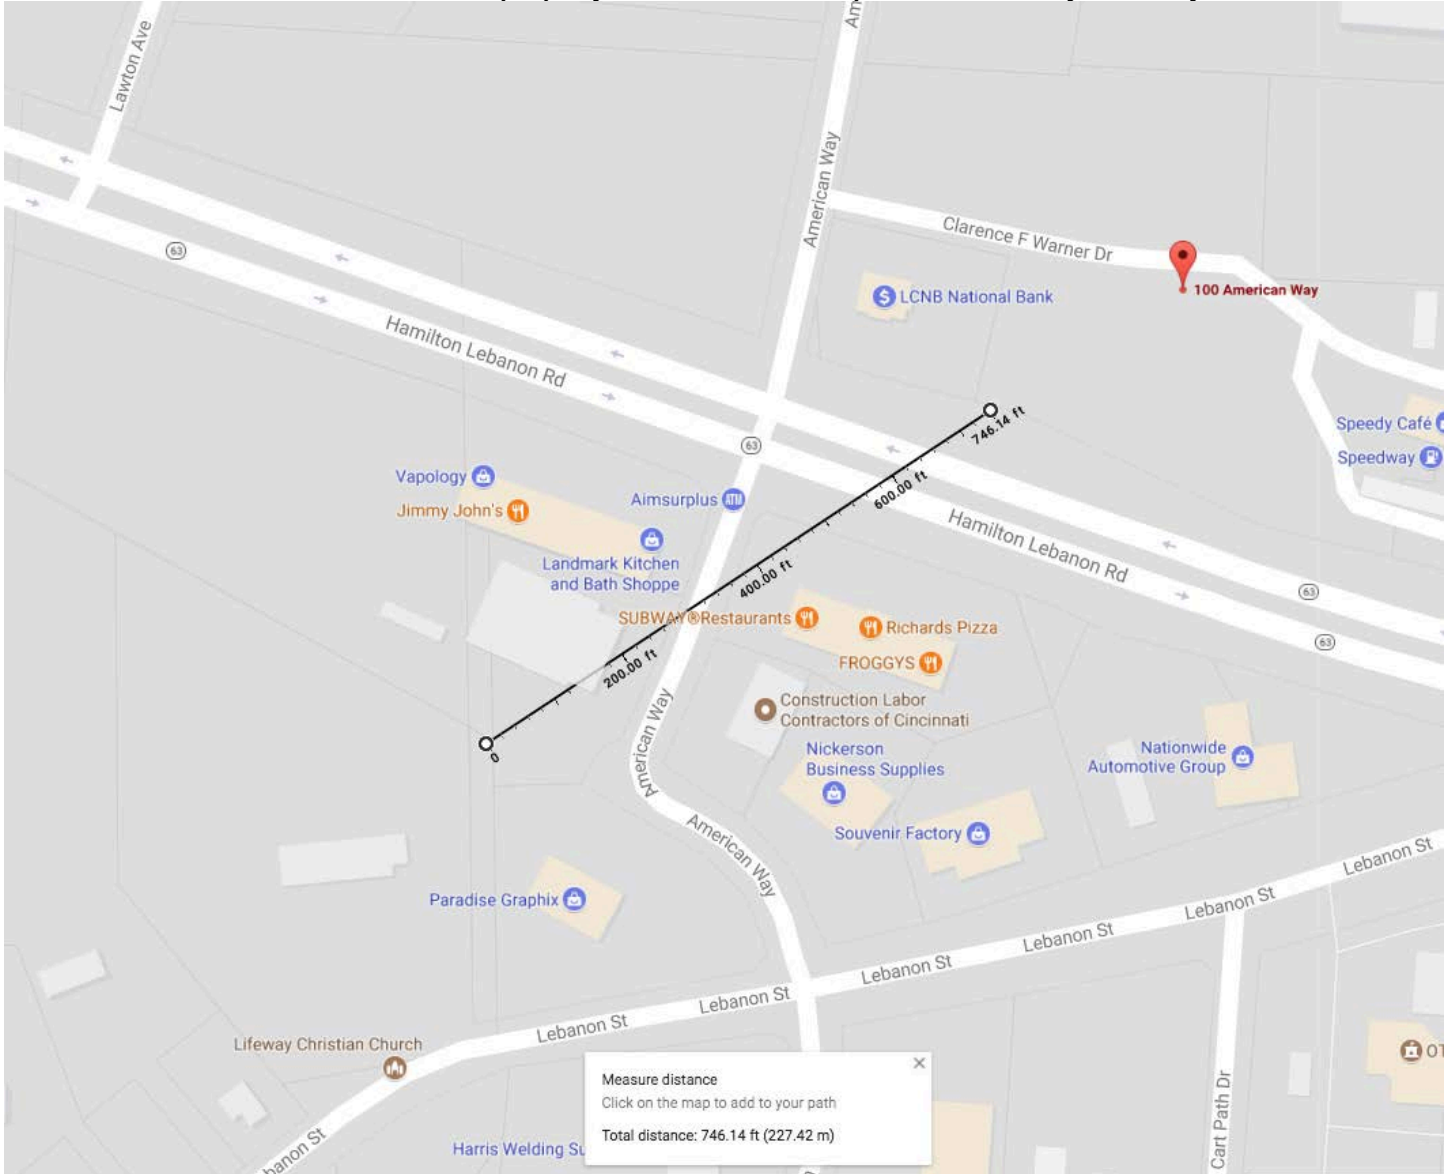 Lawton Ave
American Way
Clarence F Warner Dr
63
LCNB National Bank
100 American Way
Hamilton Lebanon Rd
746.14 ft
Speedy Café
63
Speedway
Vapology
Aimsurplus
ATM
600.00 ft
Jimmy John's
Hamilton Lebanon Rd
Landmark Kitchen
and Bath Shoppe
400.00 ft
63
SUBWAY®Restaurants
Richards Pizza
63
FROGGYS
200.00 ft
Construction Labor
Contractors of Cincinnati
American Way
0
Nickerson
Business Supplies
Nationwide
Automotive Group
Souvenir Factory
American Way
Lebanon St
Paradise Graphix
Lebanon St
Lebanon St
Lebanon St
Lebanon St
Lebanon St
Lifeway Christian Church
Measure distance
Click on the map to add to your path
Total distance: 746.14 ft (227.42 m)
Cart Path Dr
Harris Welding